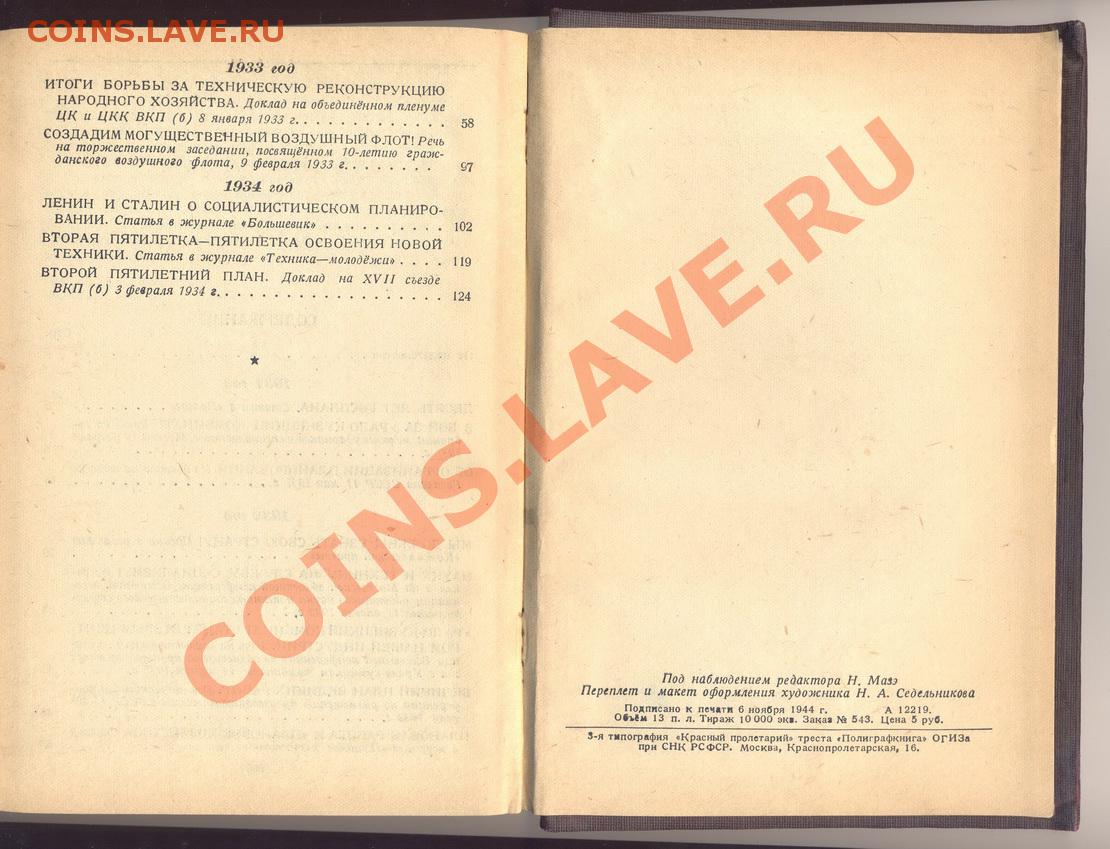 COINS.LAVE.RU
1933 год
ИТОГИ БОРЬБЫ ЗА ТЕХНИЧЕСКУЮ РЕКОНСТРУКЦИЮ
НАРОДНОГО ХОЗЯЙСТВА. Доклад на объединённом пленуме
ЦК и ЦКК ВКП (б) 8 января 1933 г. . . . . . . . . . . . . 58
СОЗДАДИМ МОГУЩЕСТВЕННЫЙ ВОЗДУШНЫЙ ФЛОТ! Речь
на торжественном заседании, посвящённом 10-летию граж-
данского воздушного флота, 9 февраля 1933 г. . . . . . . . 97
1934 год
ЛЕНИН И СТАЛИН О СОЦИАЛИСТИЧЕСКОМ ПЛАНИРО-
ВАНИИ. Статья в журнале «Большевик» . . . . . . . . . . 102
ВТОРАЯ ПЯТИЛЕТКА—ПЯТИЛЕТКА ОСВОЕНИЯ НОВОЙ
ТЕХНИКИ. Статья в журнале «Техника—молодёжи» . . . . 119
ВТОРОЙ ПЯТИЛЕТНИЙ ПЛАН. Доклад на XVII съезде
ВКП (б) 3 февраля 1934 г. . . . . . . . . . . . . . . . . . . 124
COINS.LAVE.RU
Под наблюдением редактора Н. Мазэ
Переплет и макет оформления художника Н. А. Седельникова
Подписано к печати 6 ноября 1944 г. А 12219.
Объём 13 п. л. Тираж 10 000 экз. Заказ № 543. Цена 5 руб.
3-я типография «Красный пролетарий» треста «Полиграфкнига» ОГИЗа
при СНК РСФСР. Москва, Краснопролетарская, 16.